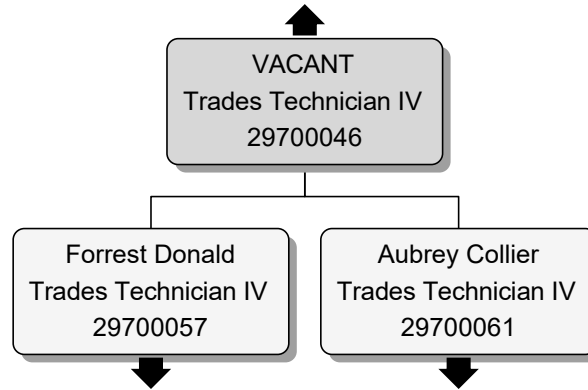 VACANT
Trades Technician IV
29700046
Forrest Donald
Trades Technician IV
29700057
Aubrey Collier
Trades Technician IV
29700061